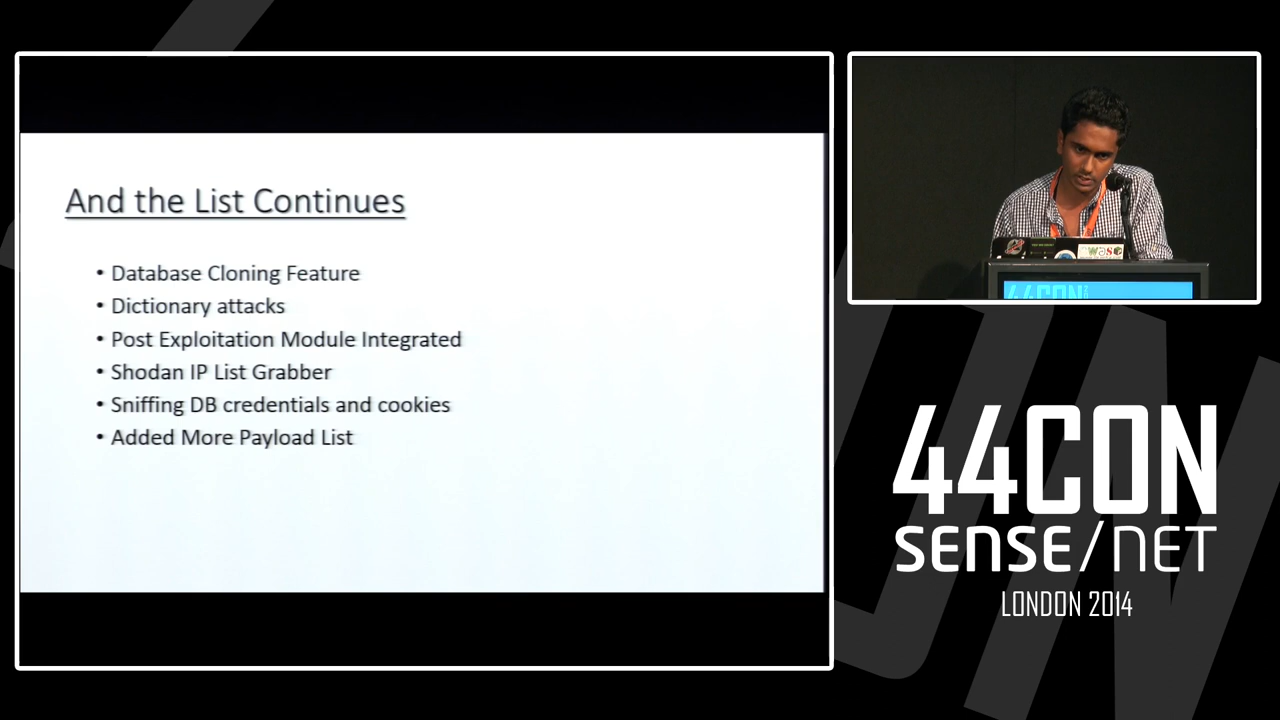 And the List Continues
• Database Cloning Feature
• Dictionary attacks
• Post Exploitation Module Integrated
• Shodan IP List Grabber
• Sniffing DB credentials and cookies
• Added More Payload List
44CON
44CON
SENSE/NET
LONDON 2014